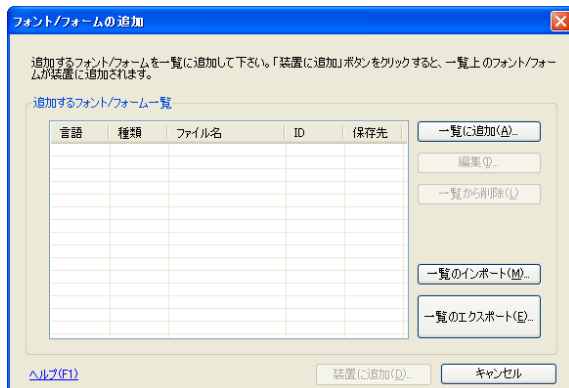 フォント/フォームの追加
追加するフォント/フォームを一覧に追加して下さい。「装置に追加」ボタンをクリックすると、一覧上のフォント/フォー
ムが装置に追加されます。
追加するフォント/フォーム一覧
言語 種類 ファイル名 ID 保存先
一覧に追加(A)...
編集(I)...
一覧から削除(L)
一覧のインポート(M)...
一覧のエクスポート(E)...
ヘルプ(F1)
装置に追加(D)...
キャンセル